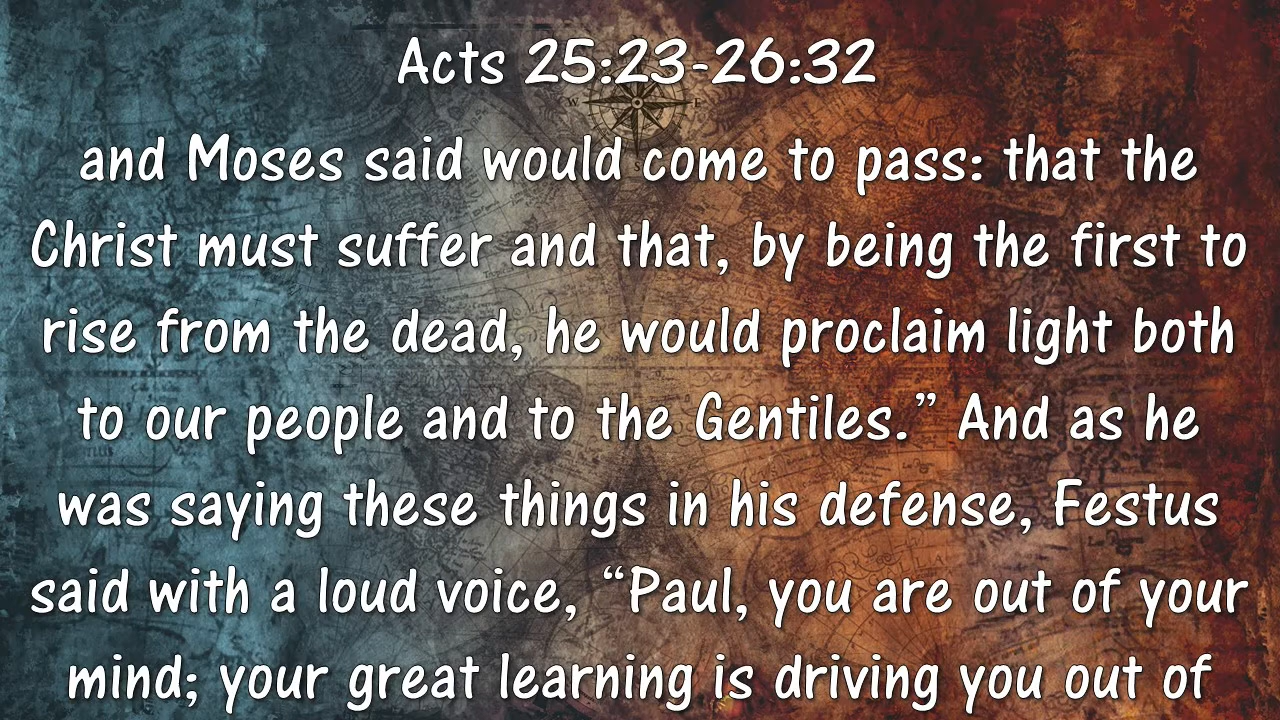 Acts 25:23-26:32
W E
and Moses said would come to pass: that the
Christ must suffer and that, by being the first to
rise from the dead, he would proclaim light both
to our people and to the Gentiles.” And as he
was saying these things in his defense, Festus
said with a loud voice, “Paul, you are out of your
mind; your great learning is driving you out of